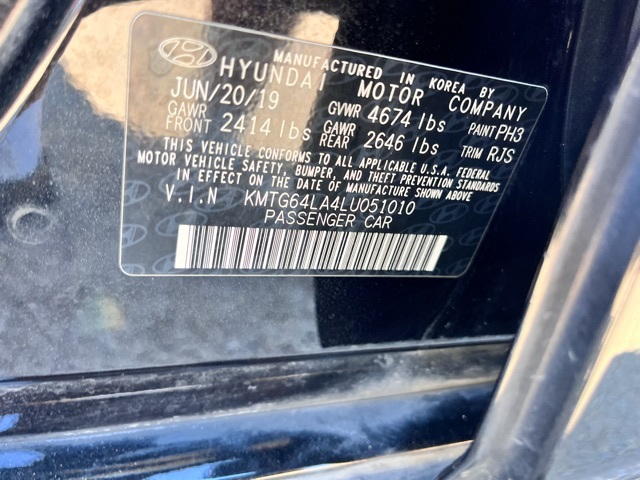 MANUFACTURED IN KOREA BY
HYUNDAI MOTOR COMPANY
JUN/20/19 GVWR 4674 lbs PAINT PH3
GAWR FRONT 2414 lbs GAWR REAR 2646 lbs TRIM RJS
THIS VEHICLE CONFORMS TO ALL APPLICABLE U.S.A. FEDERAL
MOTOR VEHICLE SAFETY, BUMPER, AND THEFT PREVENTION STANDARDS
IN EFFECT ON THE DATE OF MANUFACTURE SHOWN ABOVE
V.I.N KMTG64LA4LU051010
PASSENGER CAR